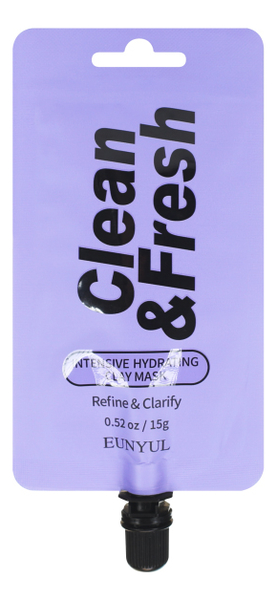 Clean
&Fresh
INTENSIVE HYDRATING
CLAY MASK
Refine & Clarify
0.52 oz / 15g
EUNYUL